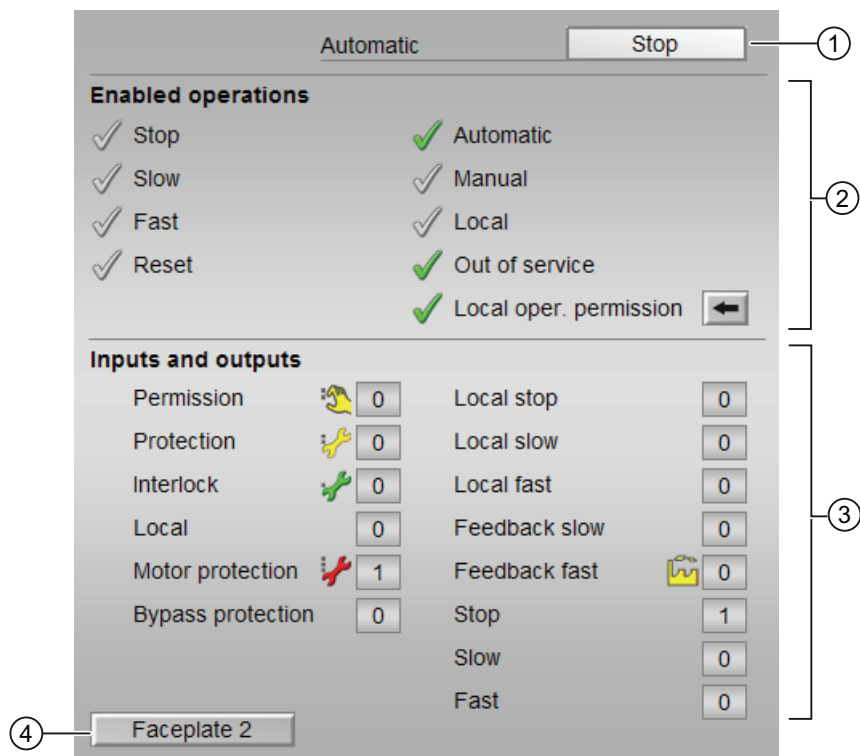 Automatic Stop 1
Enabled operations
Stop Automatic
Slow Manual
2
Fast Local
Reset Out of service
Local oper. permission
Inputs and outputs
Permission 0 Local stop 0
Protection 0 Local slow 0
Interlock 0 Local fast 0
3
Local 0 Feedback slow 0
Motor protection 1 Feedback fast 0
Bypass protection 0 Stop 1
Slow 0
Fast 0
4 Faceplate 2